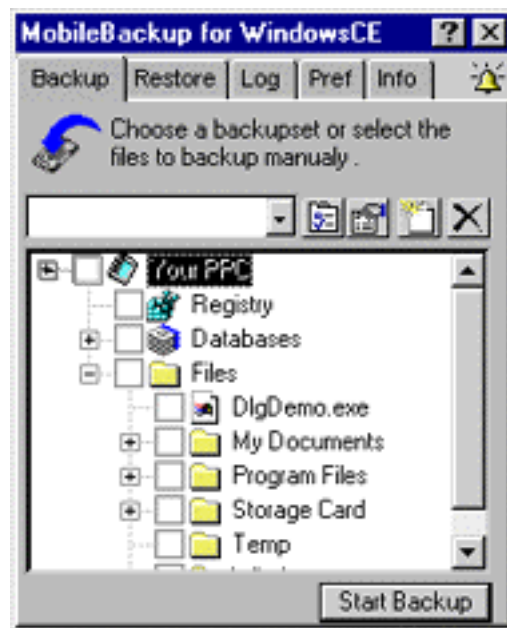 MobileBackup for WindowsCE
Backup Restore Log Pref Info
Choose a backupset or select the
files to backup manualy .
Your PPC
Registry
Databases
Files
DlgDemo.exe
My Documents
Program Files
Storage Card
Temp
Start Backup